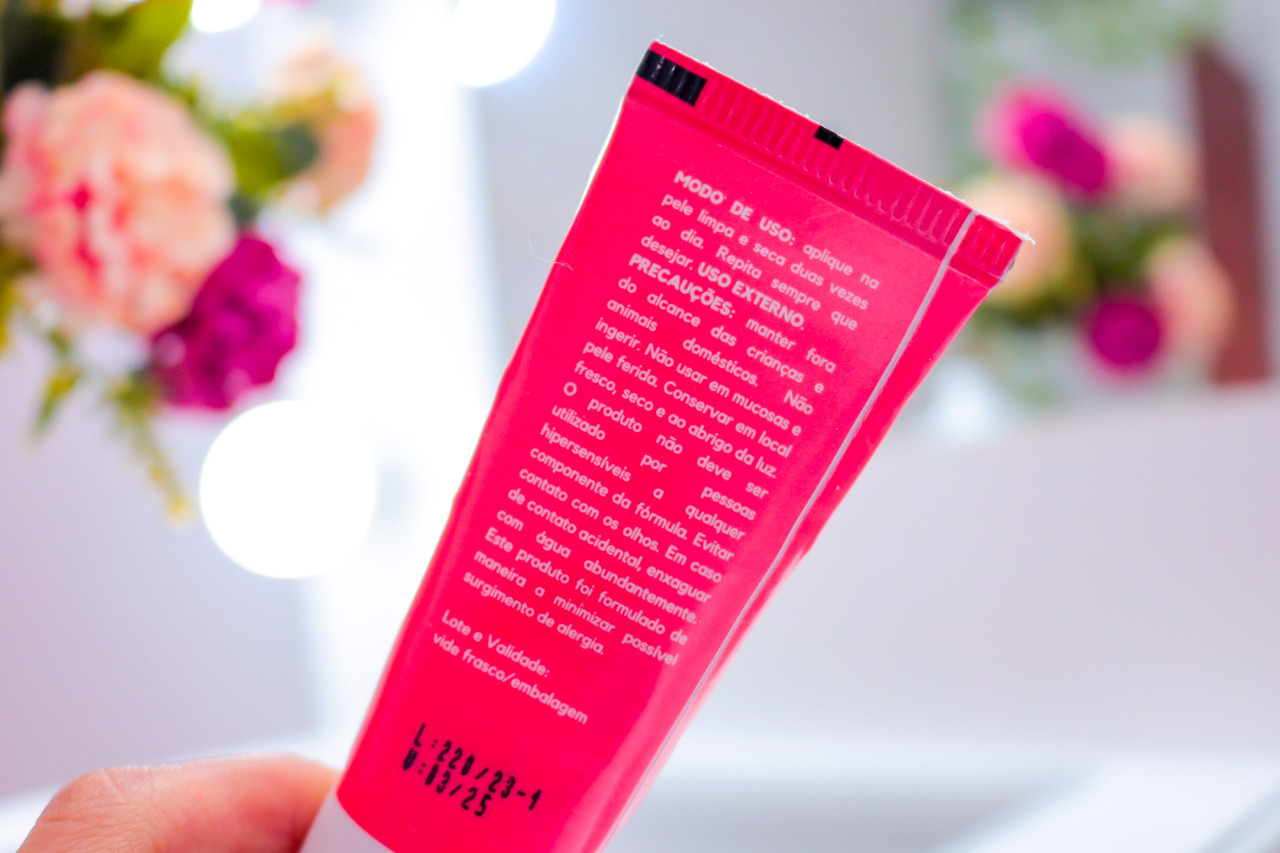 MODO DE USO: aplique na
pele limpa e seca duas vezes
ao dia. Repita sempre que
desejar. USO EXTERNO.
PRECAUÇÕES: manter fora
do alcance das crianças e
animais domésticos. Não
ingerir. Não usar em mucosas e
pele ferida. Conservar em local
fresco, seco e ao abrigo da luz.
O produto não deve ser
utilizado por pessoas
hipersensíveis a qualquer
componente da fórmula. Evitar
contato com os olhos. Em caso
de contato acidental, enxaguar
com água abundantemente.
Este produto foi formulado de
maneira a minimizar possível
surgimento de alergia.
Lote e Validade:
vide frasco/embalagem
L:228/23-1
V:03/25